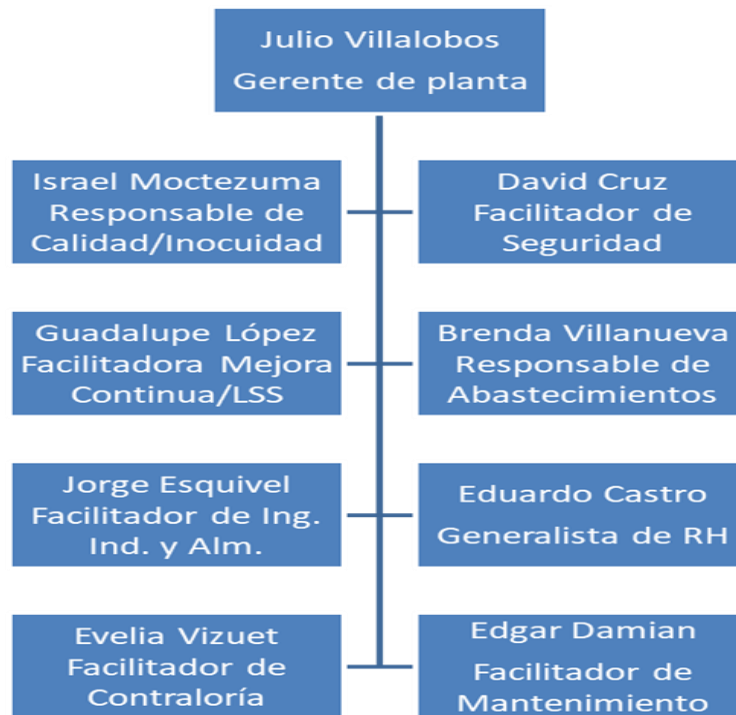 Julio Villalobos
Gerente de planta
Israel Moctezuma
Responsable de
Calidad/Inocuidad
David Cruz
Facilitador de
Seguridad
Guadalupe López
Facilitadora Mejora
Continua/LSS
Brenda Villanueva
Responsable de
Abastecimientos
Jorge Esquivel
Facilitador de Ing.
Ind. y Alm.
Eduardo Castro
Generalista de RH
Evelia Vizuet
Facilitador de
Contraloría
Edgar Damian
Facilitador de
Mantenimiento